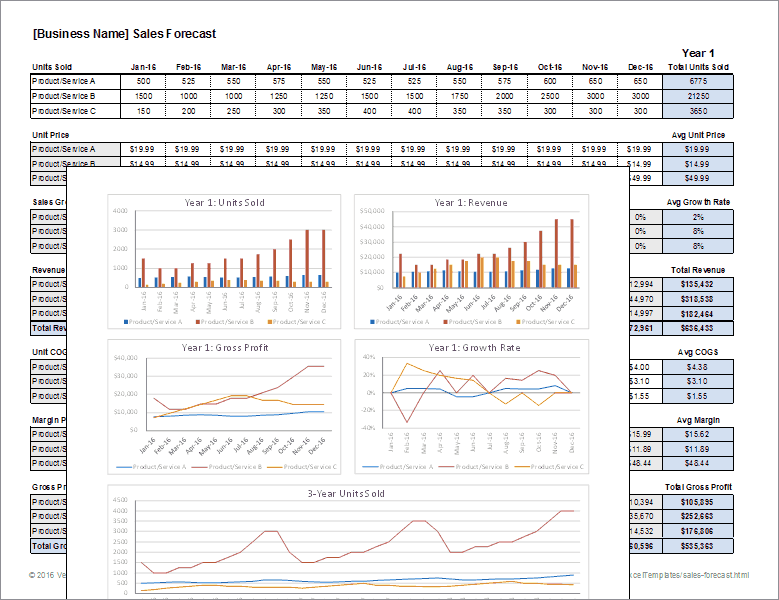 [Business Name] Sales Forecast
Year 1
Units Sold Jan-16 Feb-16 Mar-16 Apr-16 May-16 Jun-16 Jul-16 Aug-16 Sep-16 Oct-16 Nov-16 Dec-16 Total Units Sold
Product/Service A 500 525 550 575 550 525 525 550 575 600 650 650 6775
Product/Service B 1500 1000 1000 1250 1250 1500 1500 1750 2000 2500 3000 3000 21250
Product/Service C 150 200 250 300 350 400 400 350 350 300 300 300 3650
Unit Price Avg Unit Price
Product/Service A $19.99 $19.99 $19.99 $19.99 $19.99 $19.99 $19.99 $19.99 $19.99 $19.99 $19.99 $19.99 $19.99
Product/Service B $14.99 $14.99 $14.99 $14.99 $14.99 $14.99 $14.99 $14.99 $14.99 $14.99 $14.99 $14.99 $14.99
Product/S $49.99 $49.99
Sales Gr Avg Growth Rate
Product/S 0% 2%
Product/S 0% 8%
Product/S 0% 8%
Revenue Total Revenue
Product/S 12,994 $135,432
Product/S 44,970 $318,538
Product/S 14,997 $182,464
Total Rev 72,961 $636,433
Unit COG Avg COGS
Product/S $4.00 $4.38
Product/S $3.10 $3.10
Product/S $1.55 $1.55
Margin P Avg Margin
Product/S $15.99 $15.62
Product/S $11.89 $11.89
Product/S $48.44 $48.44
Gross Pr Total Gross Profit
Product/S 10,394 $105,895
Product/S 35,670 $252,663
Product/S 14,532 $176,806
Total Gro 60,596 $535,363
© 2016 Ve xcelTemplates/sales-forecast.html
Year 1: Units Sold
4000
3000
2000
1000
0
Jan-16 Feb-16 Mar-16 Apr-16 May-16 Jun-16 Jul-16 Aug-16 Sep-16 Oct-16 Nov-16 Dec-16
Product/Service A Product/Service B Product/Service C
Year 1: Revenue
$50,000
$40,000
$30,000
$20,000
$10,000
$0
Jan-16 Feb-16 Mar-16 Apr-16 May-16 Jun-16 Jul-16 Aug-16 Sep-16 Oct-16 Nov-16 Dec-16
Product/Service A Product/Service B Product/Service C
Year 1: Gross Profit
$40,000
$30,000
$20,000
$10,000
$0
Jan-16 Feb-16 Mar-16 Apr-16 May-16 Jun-16 Jul-16 Aug-16 Sep-16 Oct-16 Nov-16 Dec-16
Product/Service A Product/Service B Product/Service C
Year 1: Growth Rate
40%
20%
0%
-20%
-40%
Jan-16 Feb-16 Mar-16 Apr-16 May-16 Jun-16 Jul-16 Aug-16 Sep-16 Oct-16 Nov-16 Dec-16
Product/Service A Product/Service B Product/Service C
3-Year Units Sold
4500
4000
3500
3000
2500
2000
1500
1000
500
0